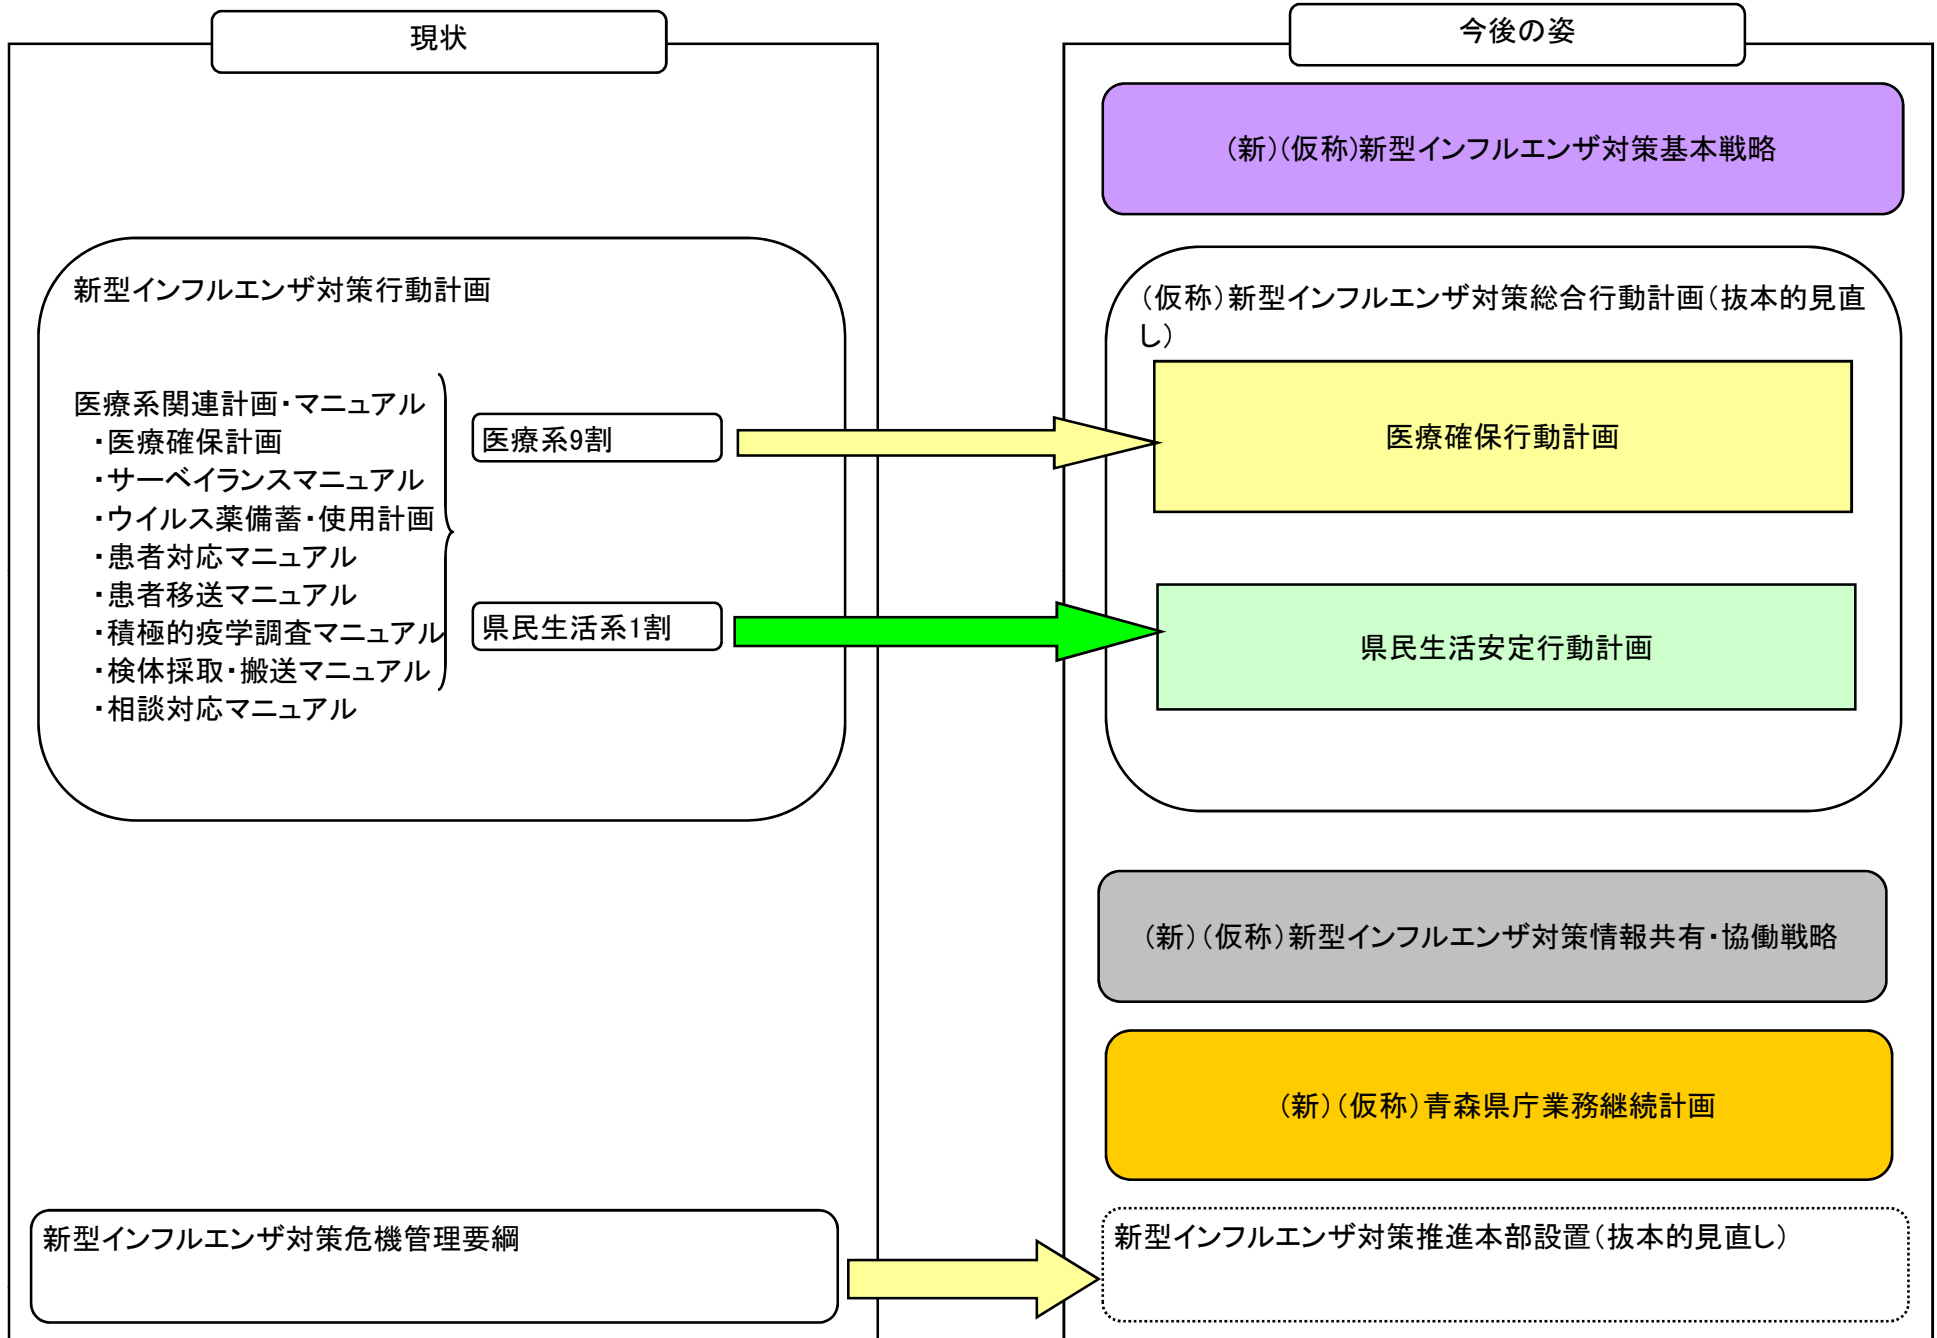 現状
新型インフルエンザ対策行動計画
医療系関連計画・マニュアル
・医療確保計画
・サーベイランスマニュアル
・ウイルス薬備蓄・使用計画
・患者対応マニュアル
・患者移送マニュアル
・積極的疫学調査マニュアル
・検体採取・搬送マニュアル
・相談対応マニュアル
医療系9割
県民生活系1割
新型インフルエンザ対策危機管理要綱
今後の姿
（新）（仮称）新型インフルエンザ対策基本戦略
（仮称）新型インフルエンザ対策総合行動計画（抜本的見直
し）
医療確保行動計画
県民生活安定行動計画
（新）（仮称）新型インフルエンザ対策情報共有・協働戦略
（新）（仮称）青森県庁業務継続計画
新型インフルエンザ対策推進本部設置（抜本的見直し）